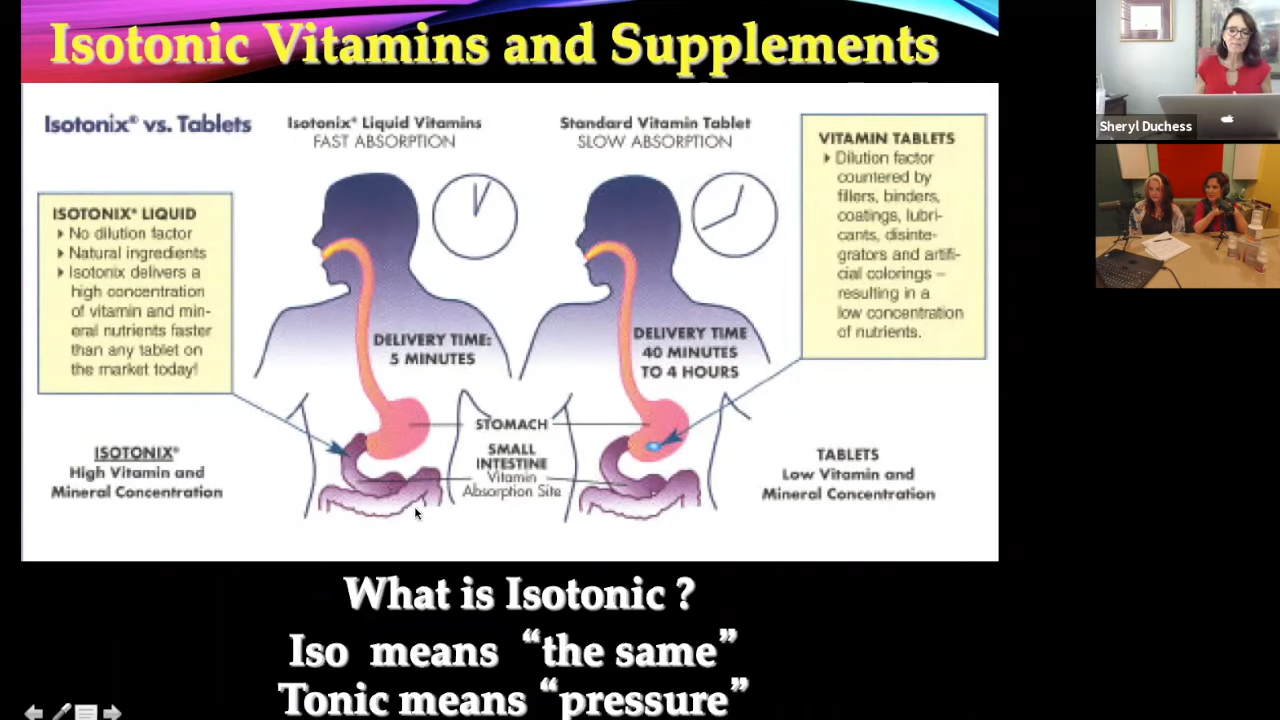 Isotonic Vitamins and Supplements
Isotonix® vs. Tablets
Isotonix® Liquid Vitamins
FAST ABSORPTION
Standard Vitamin Tablet
SLOW ABSORPTION
ISOTONIX® LIQUID
No dilution factor
Natural ingredients
Isotonix delivers a
high concentration
of vitamin and min-
eral nutrients faster
than any tablet on
the market today!
VITAMIN TABLETS
Dilution factor
countered by
fillers, binders,
coatings, lubri-
cants, disinte-
grators and artifi-
cial colorings –
resulting in a
low concentration
of nutrients.
DELIVERY TIME:
5 MINUTES
DELIVERY TIME
40 MINUTES
TO 4 HOURS
STOMACH
SMALL
INTESTINE
Vitamin
Absorption Site
ISOTONIX®
High Vitamin and
Mineral Concentration
TABLETS
Low Vitamin and
Mineral Concentration
What is Isotonic ?
Iso means “the same”
Tonic means “pressure”
Sheryl Duchess